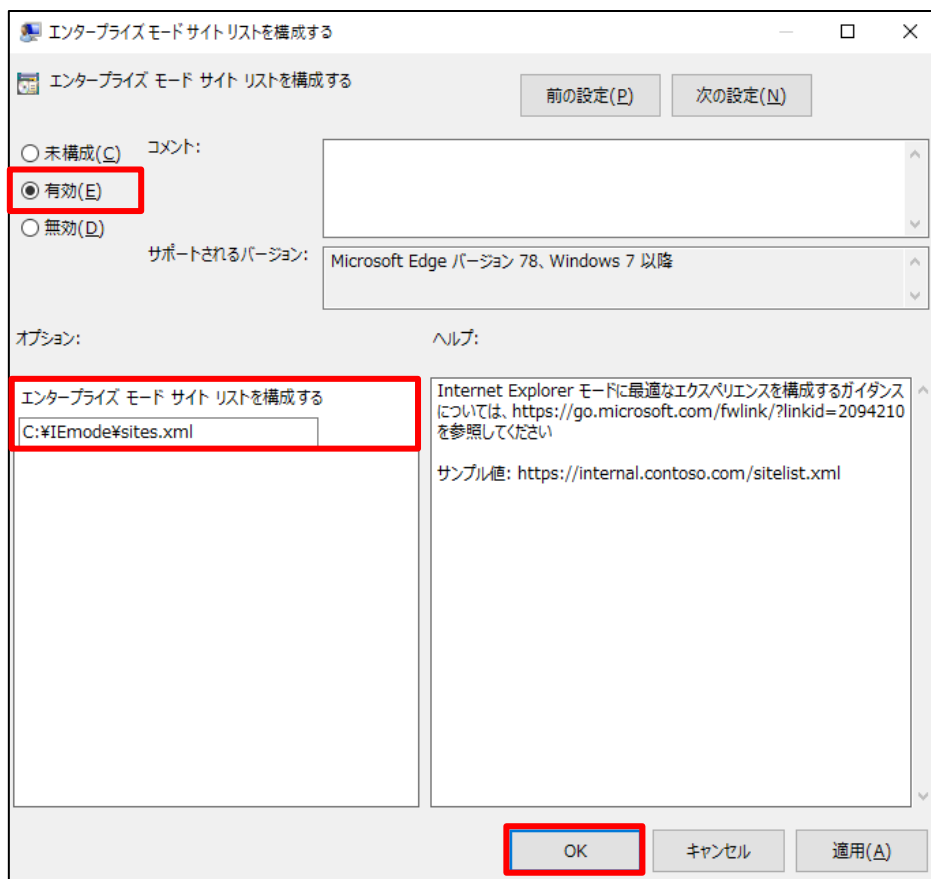 エンタープライズ モード サイト リストを構成する
エンタープライズ モード サイト リストを構成する
前の設定(P)
次の設定(N)
未構成(C)
コメント:
有効(E)
無効(D)
サポートされるバージョン:
Microsoft Edge バージョン 78、Windows 7 以降
オプション:
ヘルプ:
エンタープライズ モード サイト リストを構成する
C:¥IEmode¥sites.xml
Internet Explorer モードに最適なエクスペリエンスを構成するガイダンス
については、https://go.microsoft.com/fwlink/?linkid=2094210
を参照してください
サンプル値: https://internal.contoso.com/sitelist.xml
OK
キャンセル
適用(A)